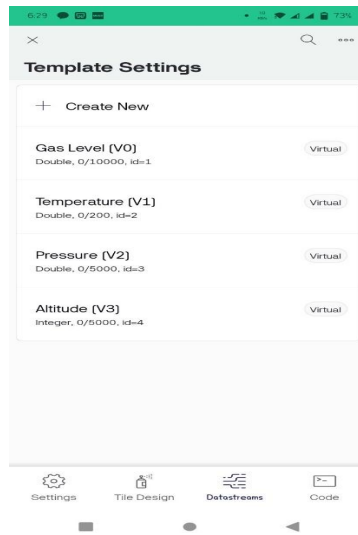 6:29
73%
Template Settings
Create New
Gas Level (V0)
Virtual
Double, 0/10000, id=1
Temperature (V1)
Virtual
Double, 0/200, id=2
Pressure (V2)
Virtual
Double, 0/5000, id=3
Altitude (V3)
Virtual
Integer, 0/5000, id=4
Settings
Tile Design
Datastreams
Code